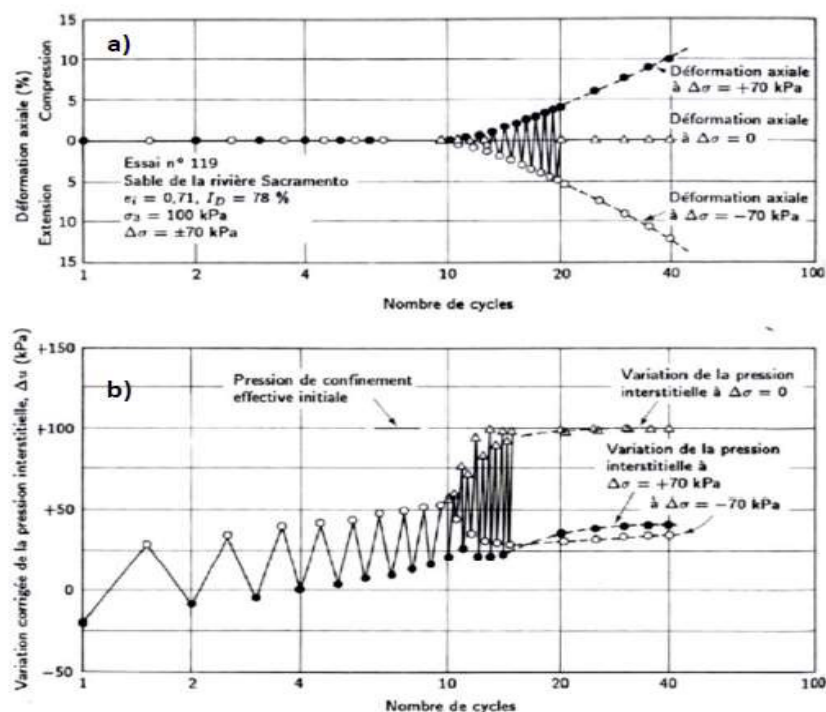 a)
15
10
5
0
5
10
15
Compression
Extension
Déformation axiale (%)
Essai n° 119
Sable de la rivière Sacramento
e_i = 0,71, I_D = 78 %
σ₃ = 100 kPa
Δσ = ±70 kPa
Déformation axiale
à Δσ = +70 kPa
Déformation axiale
à Δσ = 0
Déformation axiale
à Δσ = −70 kPa
1
2
4
10
20
40
100
Nombre de cycles
b)
+150
+100
+50
0
−50
Variation corrigée de la pression interstitielle, Δu (kPa)
Pression de confinement
effective initiale
Variation de la pression
interstitielle à Δσ = 0
Variation de la pression
interstitielle à
Δσ = +70 kPa
à Δσ = −70 kPa
1
2
4
10
20
40
100
Nombre de cycles